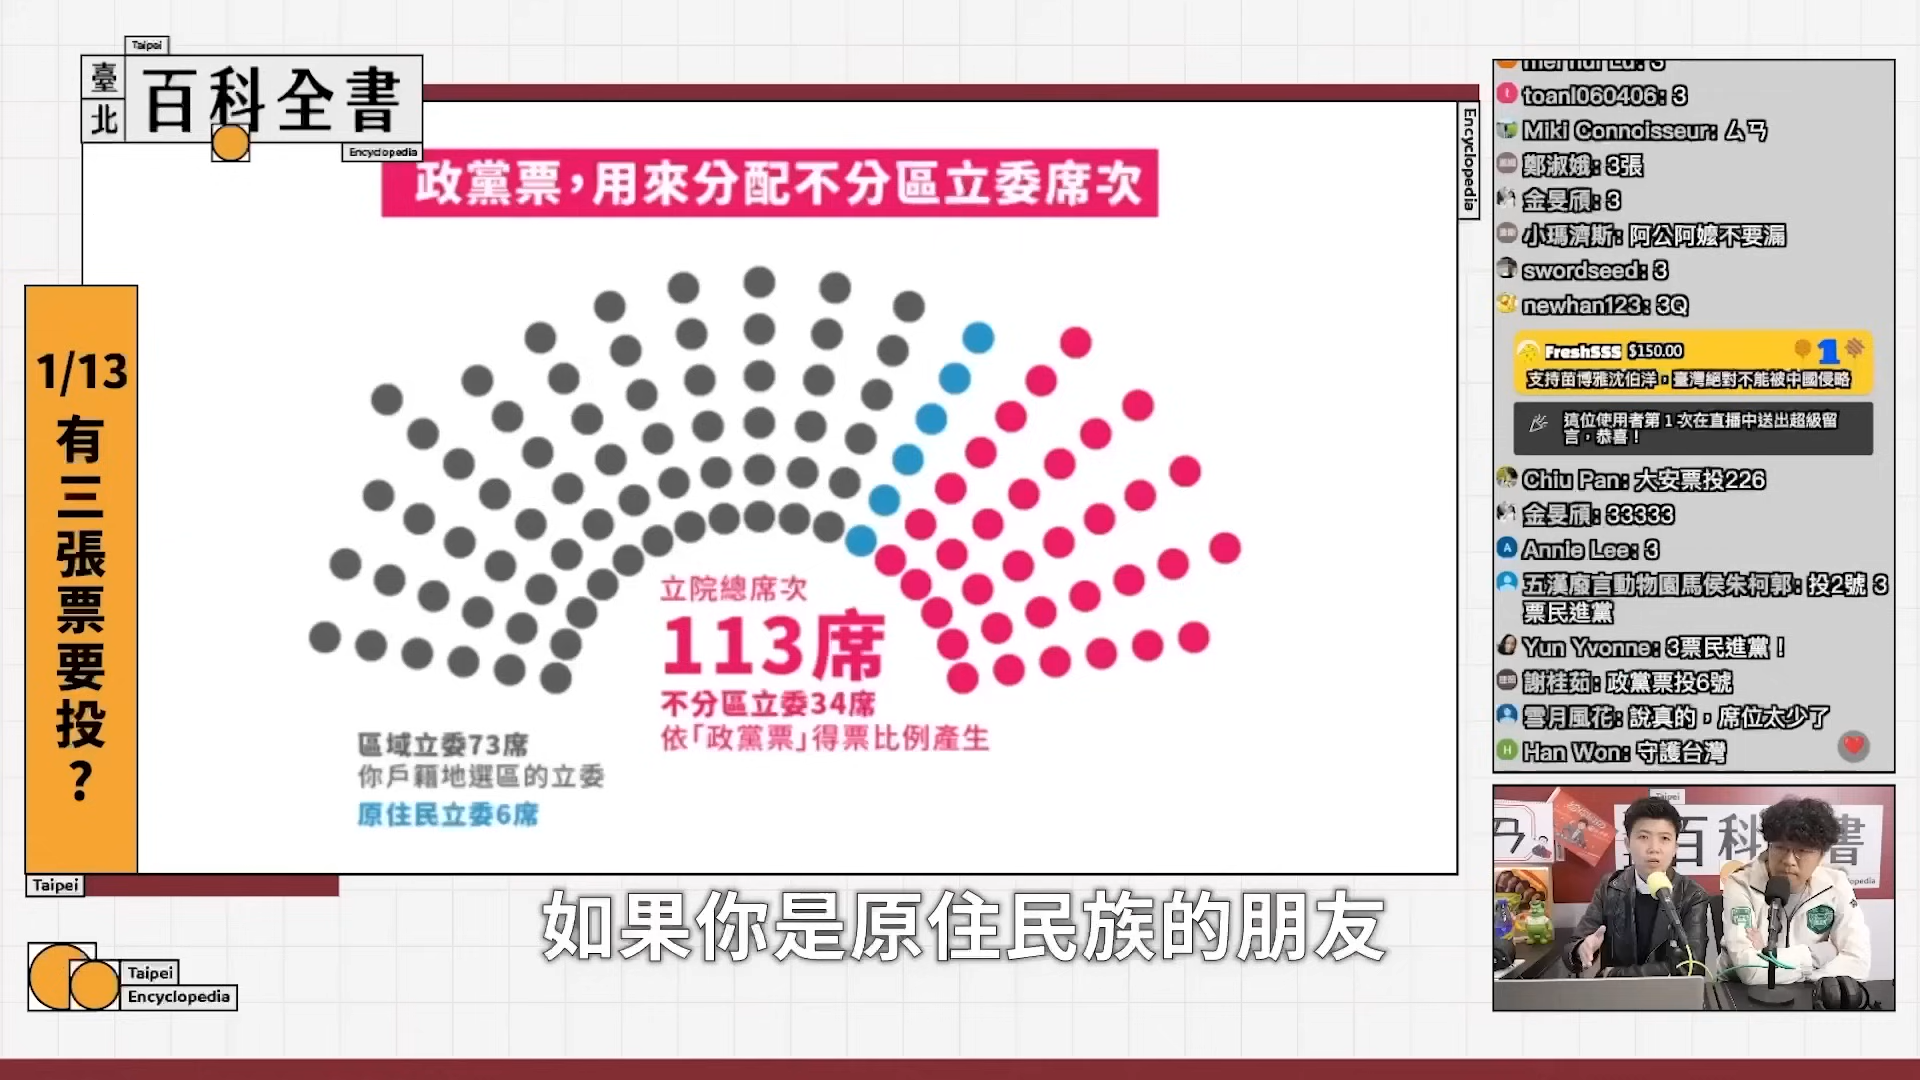 Taipei
臺北
百科全書
Encyclopedia
Encyclopedia
政黨票，用來分配不分區立委席次
1/13
有三張票要投？
立院總席次
113席
不分區立委34席
依「政黨票」得票比例產生
區域立委73席
你戶籍地選區的立委
原住民立委6席
Taipei
如果你是原住民族的朋友
Taipei
Encyclopedia
toanl060406: 3
Miki Connoisseur: ㄙㄢ
鄭淑娥: 3張
金旻頎: 3
小瑪濟斯: 阿公阿嬤不要漏
swordseed: 3
newhan123: 3Q
FreshSSS $150.00
1
支持苗博雅沈伯洋，臺灣絕對不能被中國侵略
這位使用者第 1 次在直播中送出超級留
言，恭喜！
Chiu Pan: 大安票投226
金旻頎: 33333
A Annie Lee: 3
五漢廢言動物園馬侯朱柯郭: 投2號 3
票民進黨
Yun Yvonne: 3票民進黨！
謝桂茹: 政黨票投6號
雲月風花: 說真的，席位太少了
H Han Won: 守護台灣
Taipei
百科 書